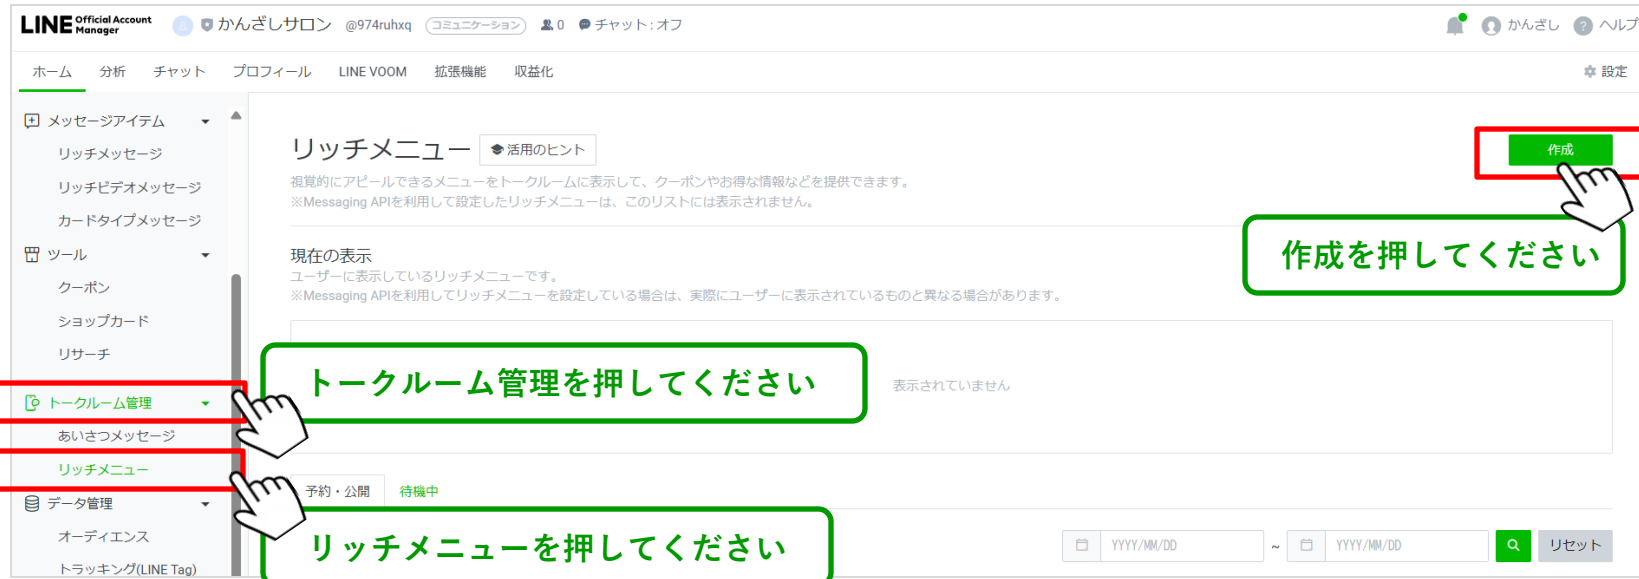 LINE Official Account Manager
かんざしサロン @974ruhxq コミュニケーション 0 チャット:オフ
かんざし ? ヘルプ
ホーム 分析 チャット プロフィール LINE VOOM 拡張機能 収益化 設定
メッセージアイテム
リッチメッセージ
リッチビデオメッセージ
カードタイプメッセージ
ツール
クーポン
ショップカード
リサーチ
トークルーム管理
あいさつメッセージ
リッチメニュー
データ管理
オーディエンス
トラッキング(LINE Tag)
リッチメニュー 活用のヒント
作成
視覚的にアピールできるメニューをトークルームに表示して、クーポンやお得な情報などを提供できます。
※Messaging APIを利用して設定したリッチメニューは、このリストには表示されません。
作成を押してください
現在の表示
ユーザーに表示しているリッチメニューです。
※Messaging APIを利用してリッチメニューを設定している場合は、実際にユーザーに表示されているものと異なる場合があります。
トークルーム管理を押してください
表示されていません
予約・公開 待機中
リッチメニューを押してください
YYYY/MM/DD ~ YYYY/MM/DD リセット